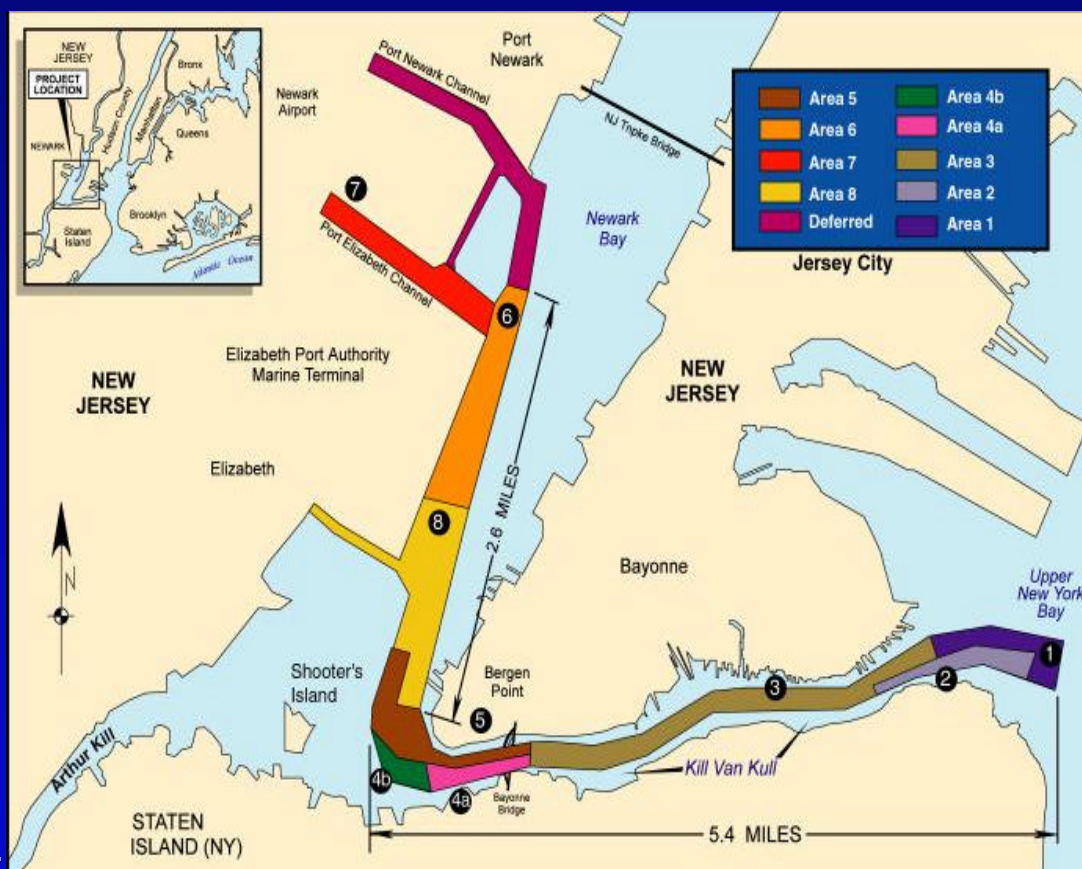 NEW
JERSEY
PROJECT
LOCATION
Bronx
Hudson County
Manhattan
Queens
NEWARK
Brooklyn
Staten
Island
Atlantic Ocean
Port
Newark
Port Newark Channel
Newark
Airport
NJ Tnpke Bridge
Area 5
Area 4b
Area 6
Area 4a
Area 7
Area 3
Area 8
Area 2
Deferred
Area 1
7
Port Elizabeth Channel
Newark
Bay
Jersey City
6
Elizabeth Port Authority
Marine Terminal
NEW
JERSEY
NEW
JERSEY
Elizabeth
8
2.6 MILES
N
Bayonne
Upper
New York
Bay
Shooter's
Island
Bergen
Point
5
3
2
1
Arthur Kill
4b
4a
Bayonne
Bridge
Kill Van Kull
STATEN
ISLAND (NY)
5.4 MILES